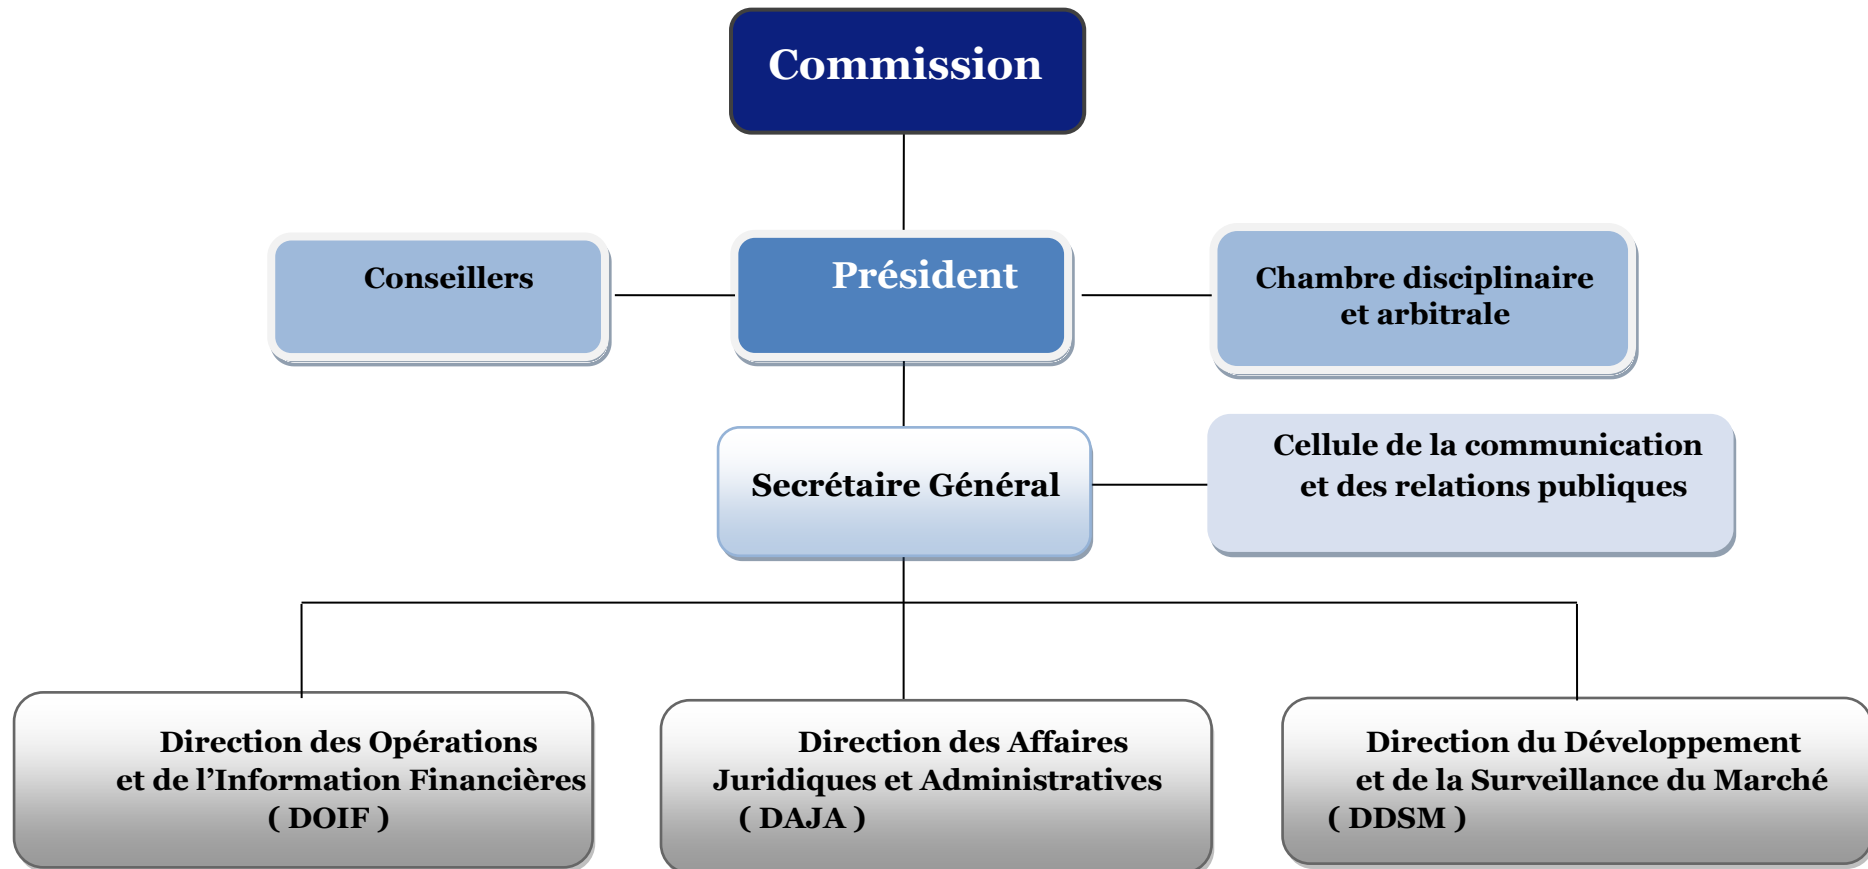 Commission
Conseillers
Président
Chambre disciplinaire
et arbitrale
Secrétaire Général
Cellule de la communication
et des relations publiques
Direction des Opérations
et de l’Information Financières
( DOIF )
Direction des Affaires
Juridiques et Administratives
( DAJA )
Direction du Développement
et de la Surveillance du Marché
( DDSM )